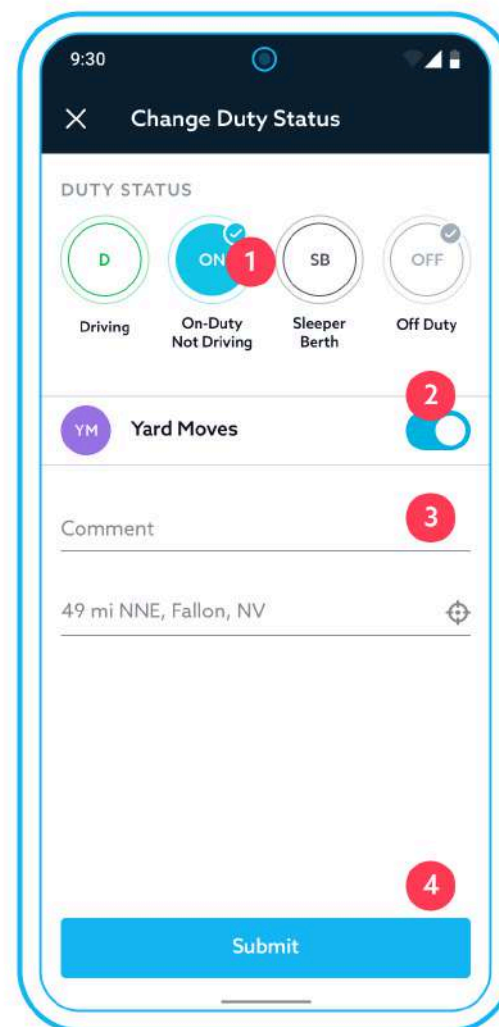 9:30
Change Duty Status
DUTY STATUS
D
ON
1
SB
OFF
Driving
On-Duty
Not Driving
Sleeper
Berth
Off Duty
2
YM
Yard Moves
3
Comment
49 mi NNE, Fallon, NV
4
Submit